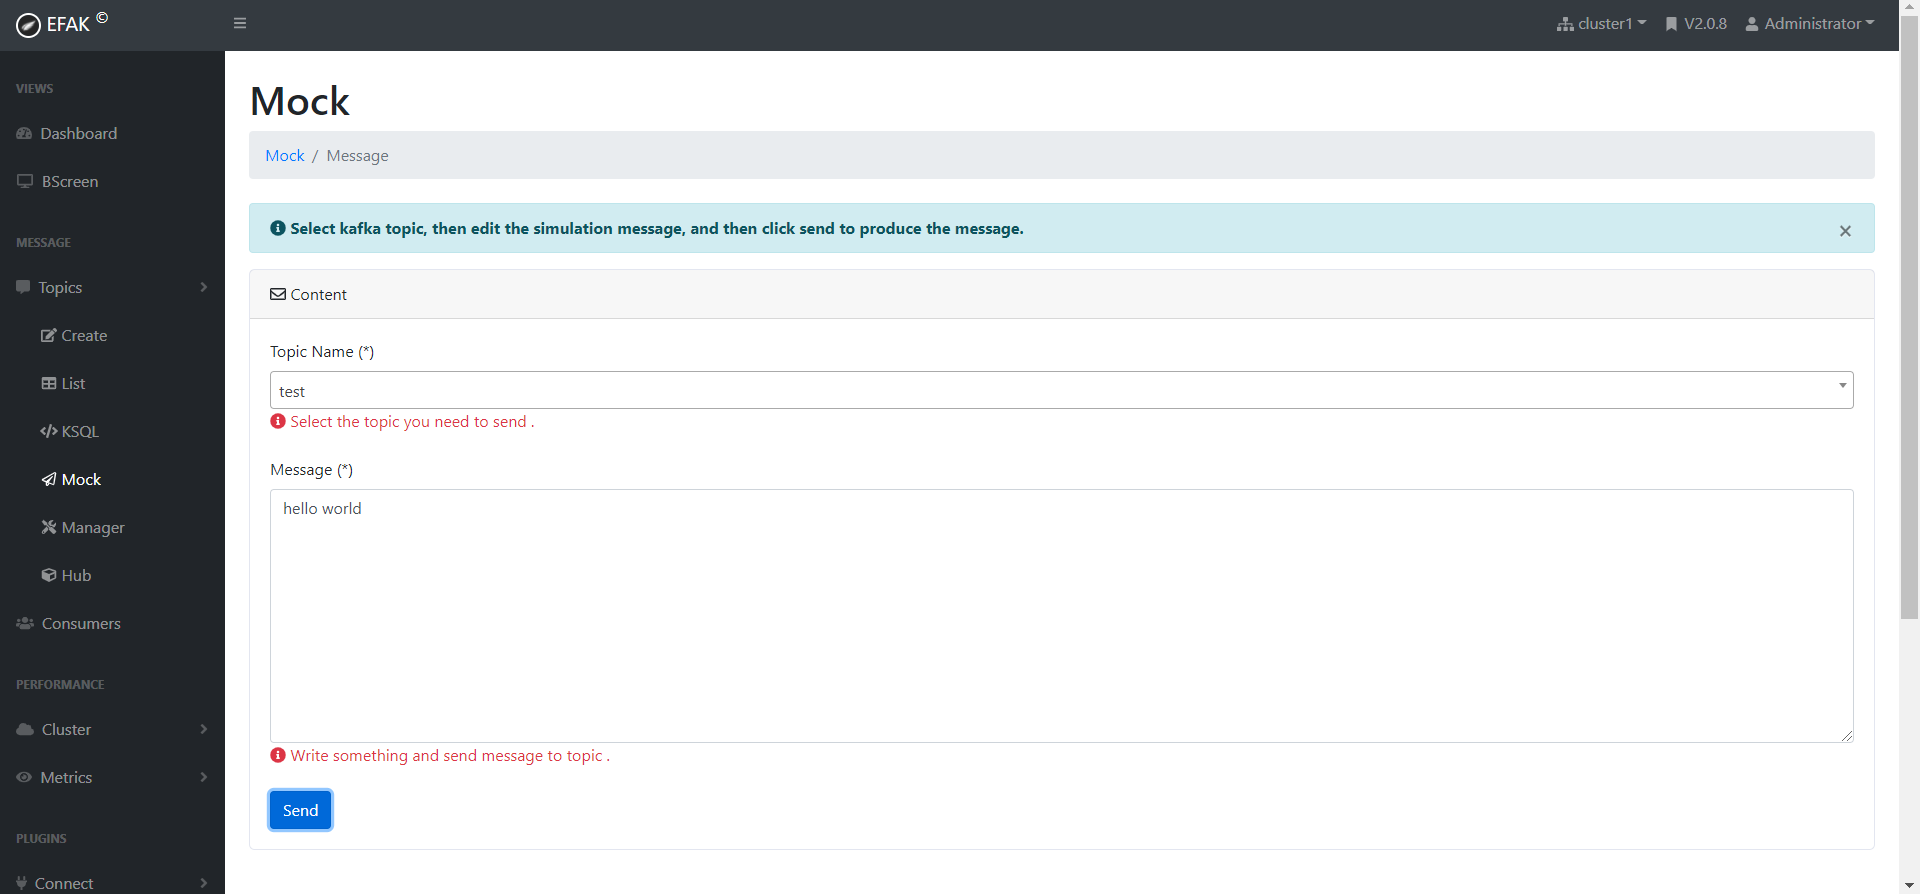 EFAK ©
cluster1
V2.0.8
Administrator
VIEWS
Dashboard
BScreen
MESSAGE
Topics
Create
List
KSQL
Mock
Manager
Hub
Consumers
PERFORMANCE
Cluster
Metrics
PLUGINS
Connect
Mock
Mock / Message
Select kafka topic, then edit the simulation message, and then click send to produce the message.
×
Content
Topic Name (*)
test
Select the topic you need to send .
Message (*)
hello world
Write something and send message to topic .
Send